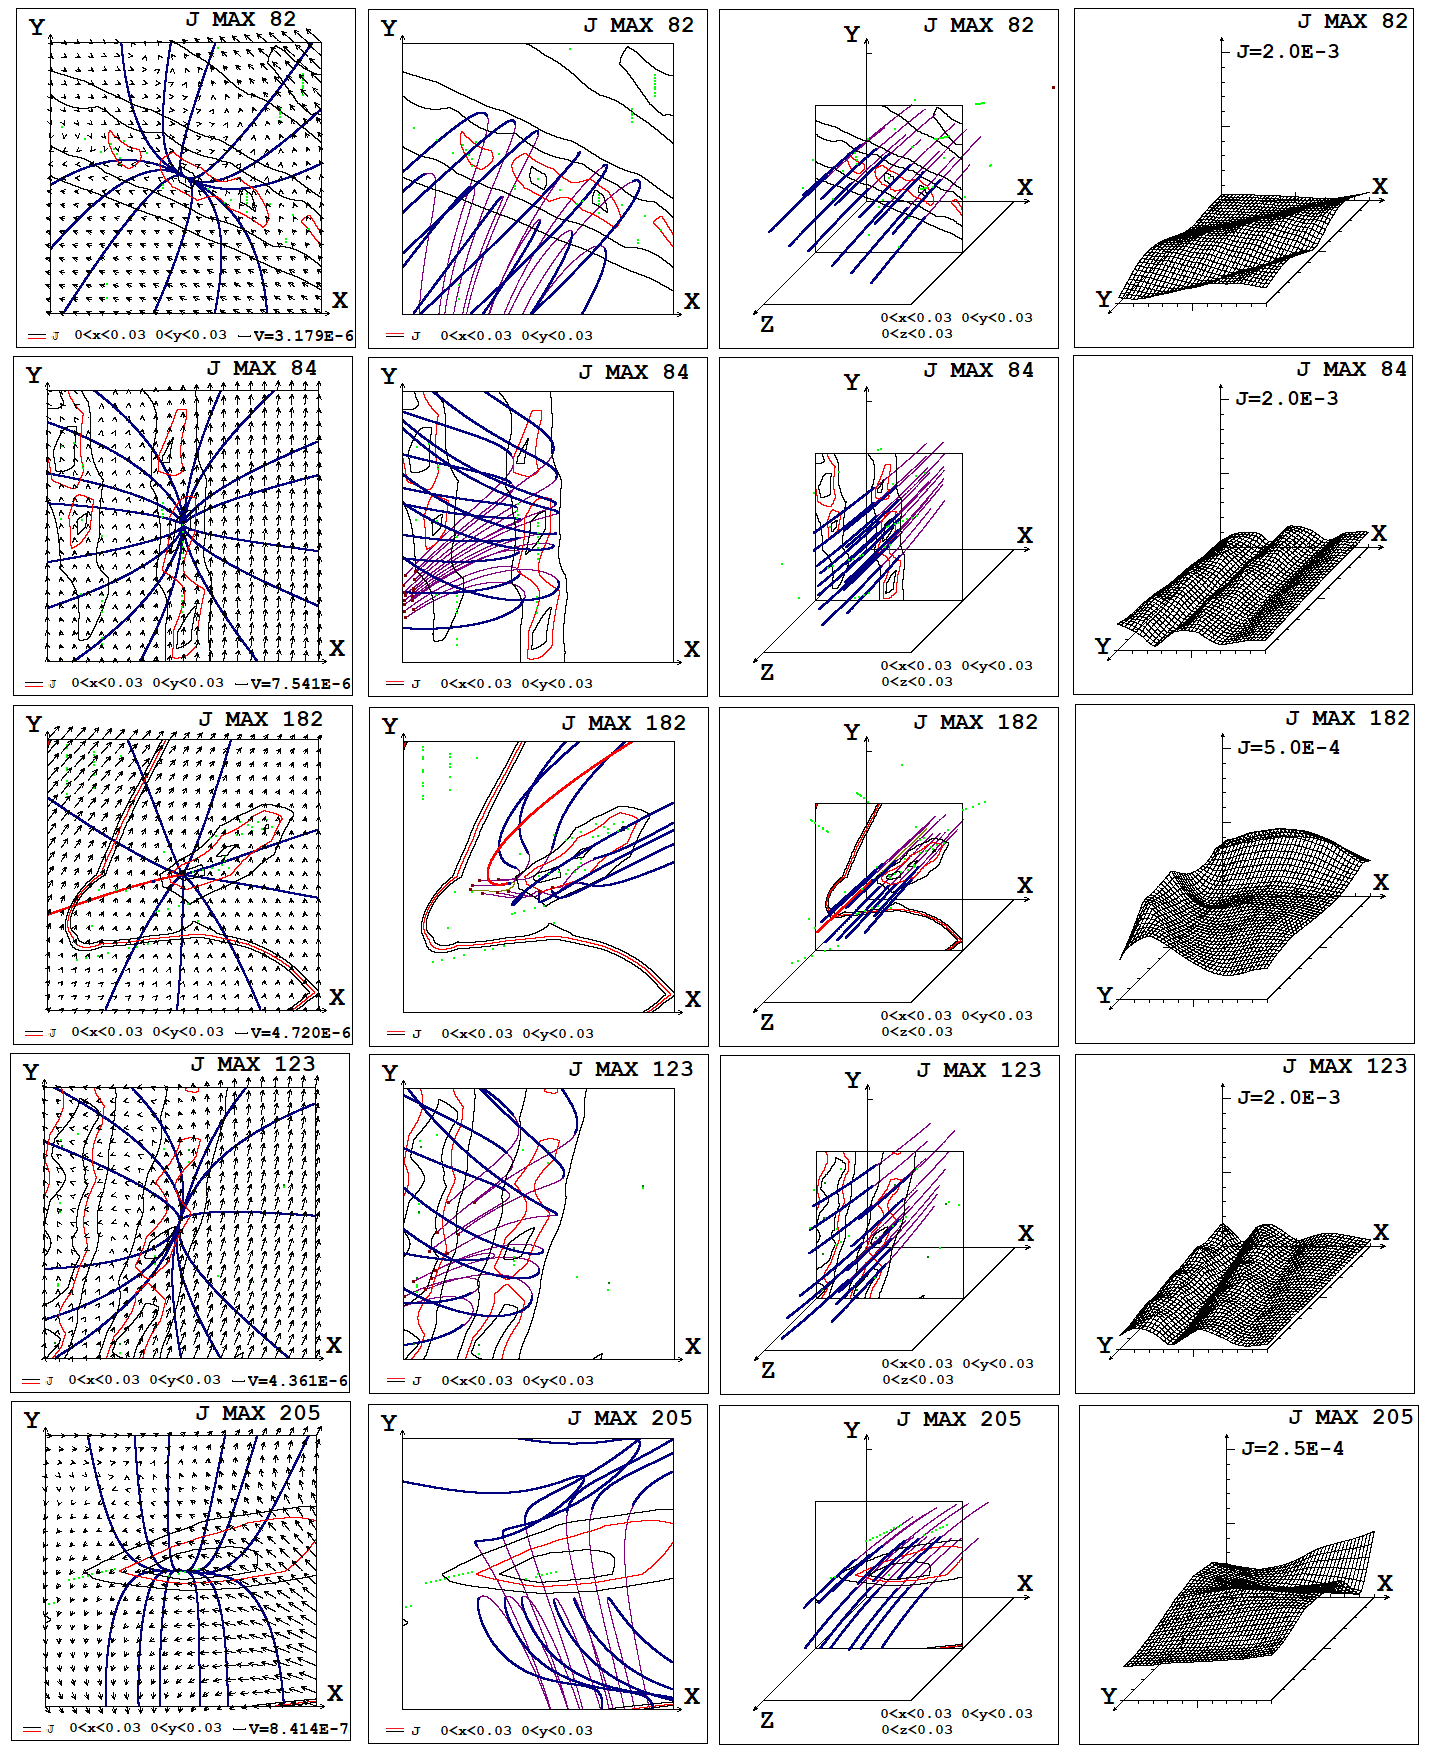 J MAX 82
Y
X
J 0<x<0.03 0<y<0.03 V=3.179E-6
J MAX 82
Y
X
J 0<x<0.03 0<y<0.03
J MAX 82
Y
X
Z
0<x<0.03 0<y<0.03
0<z<0.03
J MAX 82
J=2.0E-3
X
Y
J MAX 84
Y
X
J 0<x<0.03 0<y<0.03 V=7.541E-6
J MAX 84
Y
X
J 0<x<0.03 0<y<0.03
J MAX 84
Y
X
Z
0<x<0.03 0<y<0.03
0<z<0.03
J MAX 84
J=2.0E-3
X
Y
J MAX 182
Y
X
J 0<x<0.03 0<y<0.03 V=4.720E-6
J MAX 182
Y
X
J 0<x<0.03 0<y<0.03
J MAX 182
Y
X
Z
0<x<0.03 0<y<0.03
0<z<0.03
J MAX 182
J=5.0E-4
X
Y
J MAX 123
Y
X
J 0<x<0.03 0<y<0.03 V=4.361E-6
J MAX 123
Y
X
J 0<x<0.03 0<y<0.03
J MAX 123
Y
X
Z
0<x<0.03 0<y<0.03
0<z<0.03
J MAX 123
J=2.0E-3
X
Y
J MAX 205
Y
X
J 0<x<0.03 0<y<0.03 V=8.414E-7
J MAX 205
Y
X
J 0<x<0.03 0<y<0.03
J MAX 205
Y
X
Z
0<x<0.03 0<y<0.03
0<z<0.03
J MAX 205
J=2.5E-4
X
Y